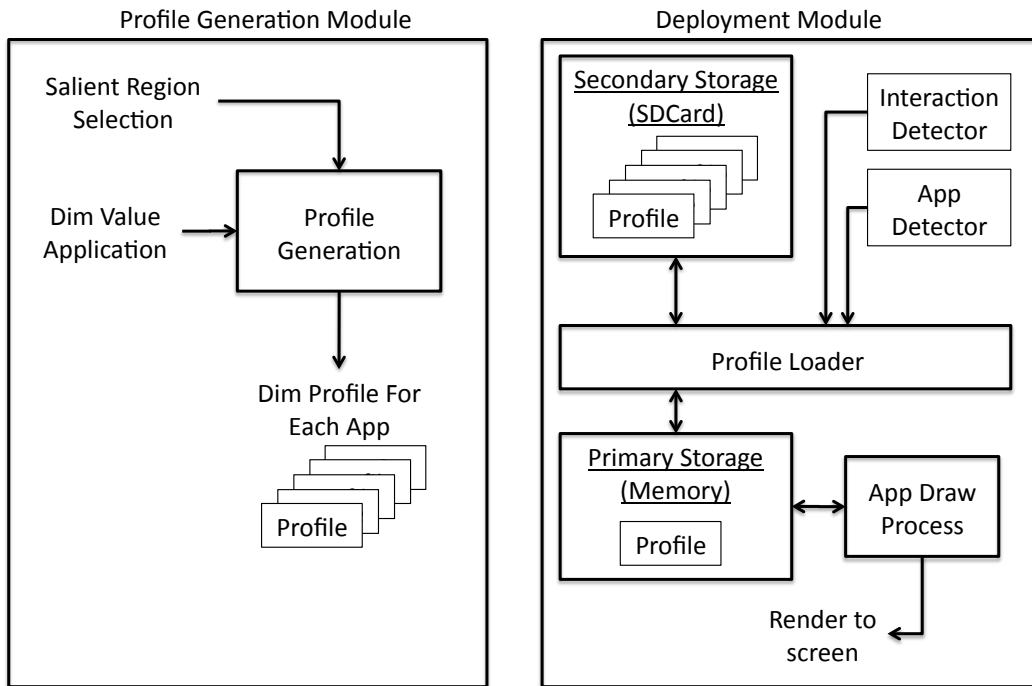 Profile Generation Module
Salient Region
Selection
Dim Value
Application
Profile
Generation
Dim Profile For
Each App
Profile
Deployment Module
Secondary Storage
(SDCard)
Profile
Interaction
Detector
App
Detector
Profile Loader
Primary Storage
(Memory)
Profile
App Draw
Process
Render to
screen